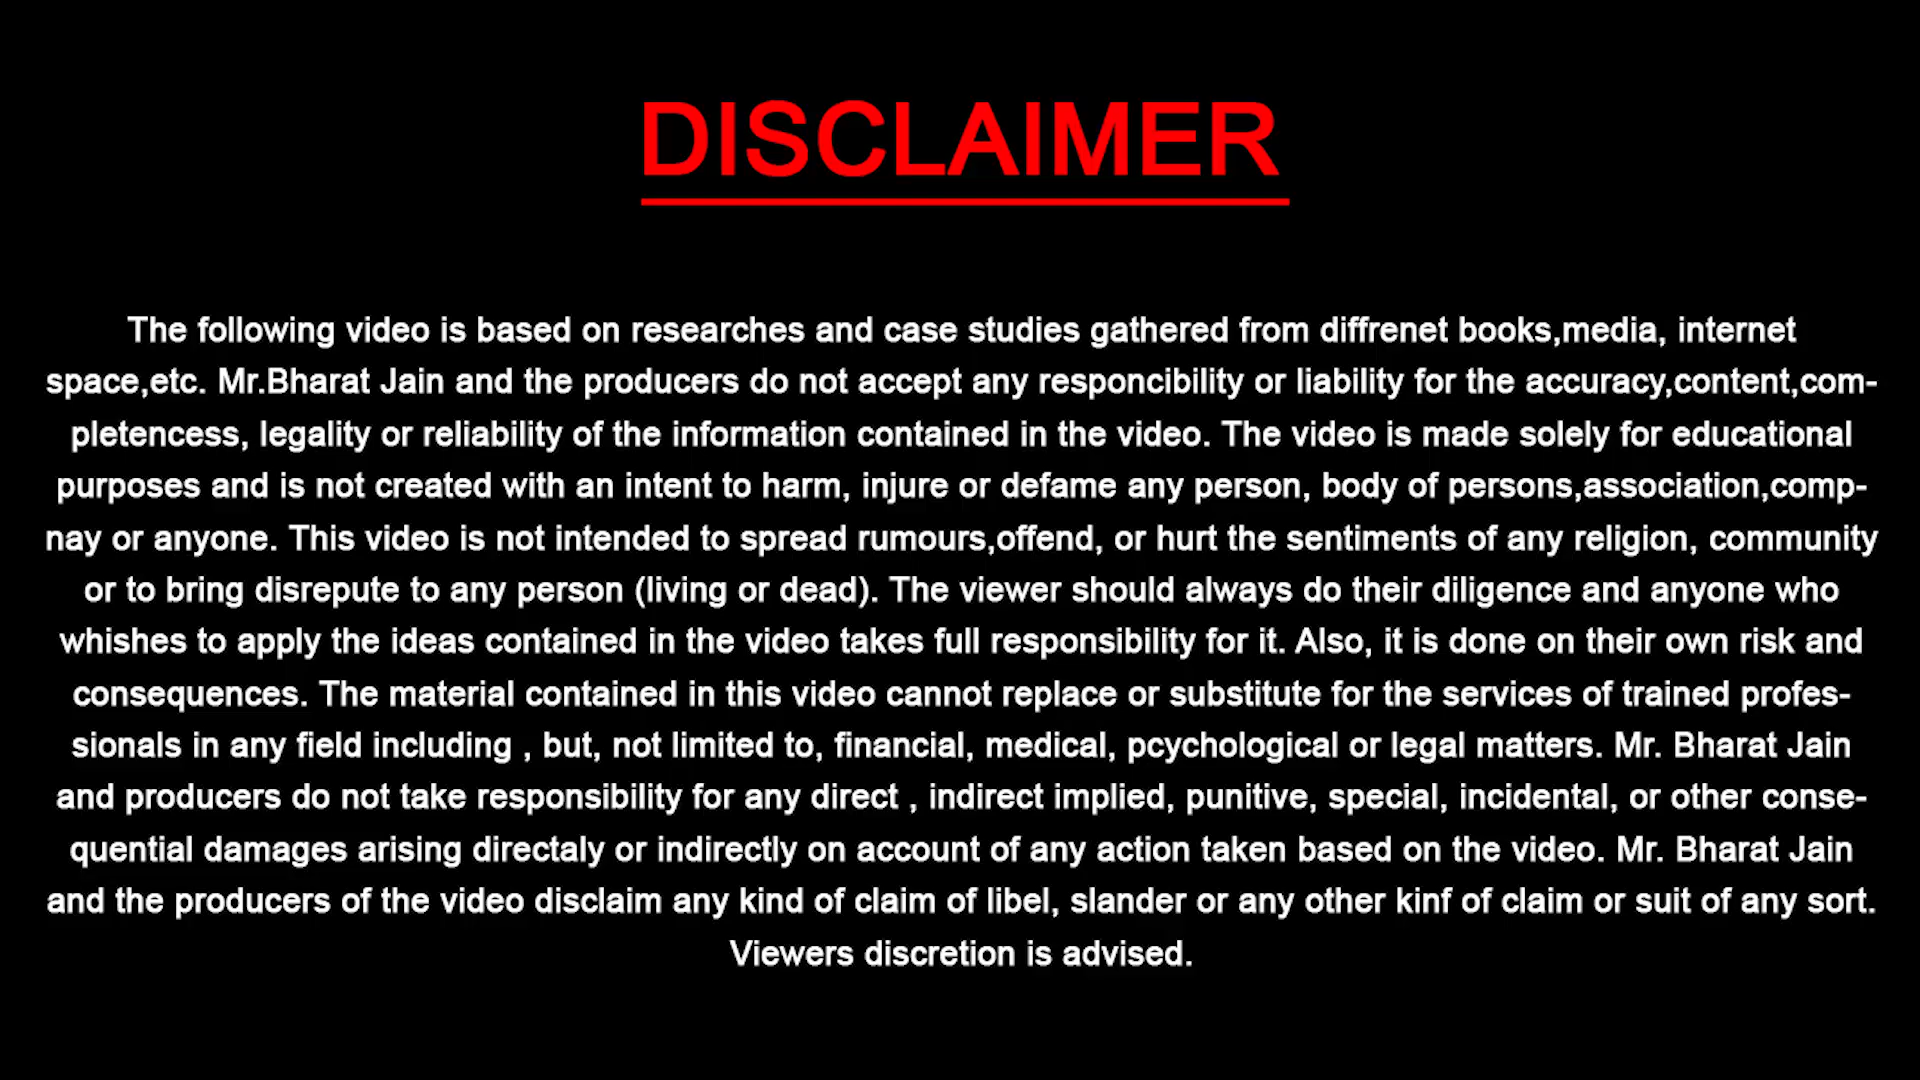 DISCLAIMER
The following video is based on researches and case studies gathered from diffrenet books,media, internet
space,etc. Mr.Bharat Jain and the producers do not accept any responcibility or liability for the accuracy,content,com-
pletencess, legality or reliability of the information contained in the video. The video is made solely for educational
purposes and is not created with an intent to harm, injure or defame any person, body of persons,association,comp-
nay or anyone. This video is not intended to spread rumours,offend, or hurt the sentiments of any religion, community
or to bring disrepute to any person (living or dead). The viewer should always do their diligence and anyone who
whishes to apply the ideas contained in the video takes full responsibility for it. Also, it is done on their own risk and
consequences. The material contained in this video cannot replace or substitute for the services of trained profes-
sionals in any field including , but, not limited to, financial, medical, pcychological or legal matters. Mr. Bharat Jain
and producers do not take responsibility for any direct , indirect implied, punitive, special, incidental, or other conse-
quential damages arising directaly or indirectly on account of any action taken based on the video. Mr. Bharat Jain
and the producers of the video disclaim any kind of claim of libel, slander or any other kinf of claim or suit of any sort.
Viewers discretion is advised.